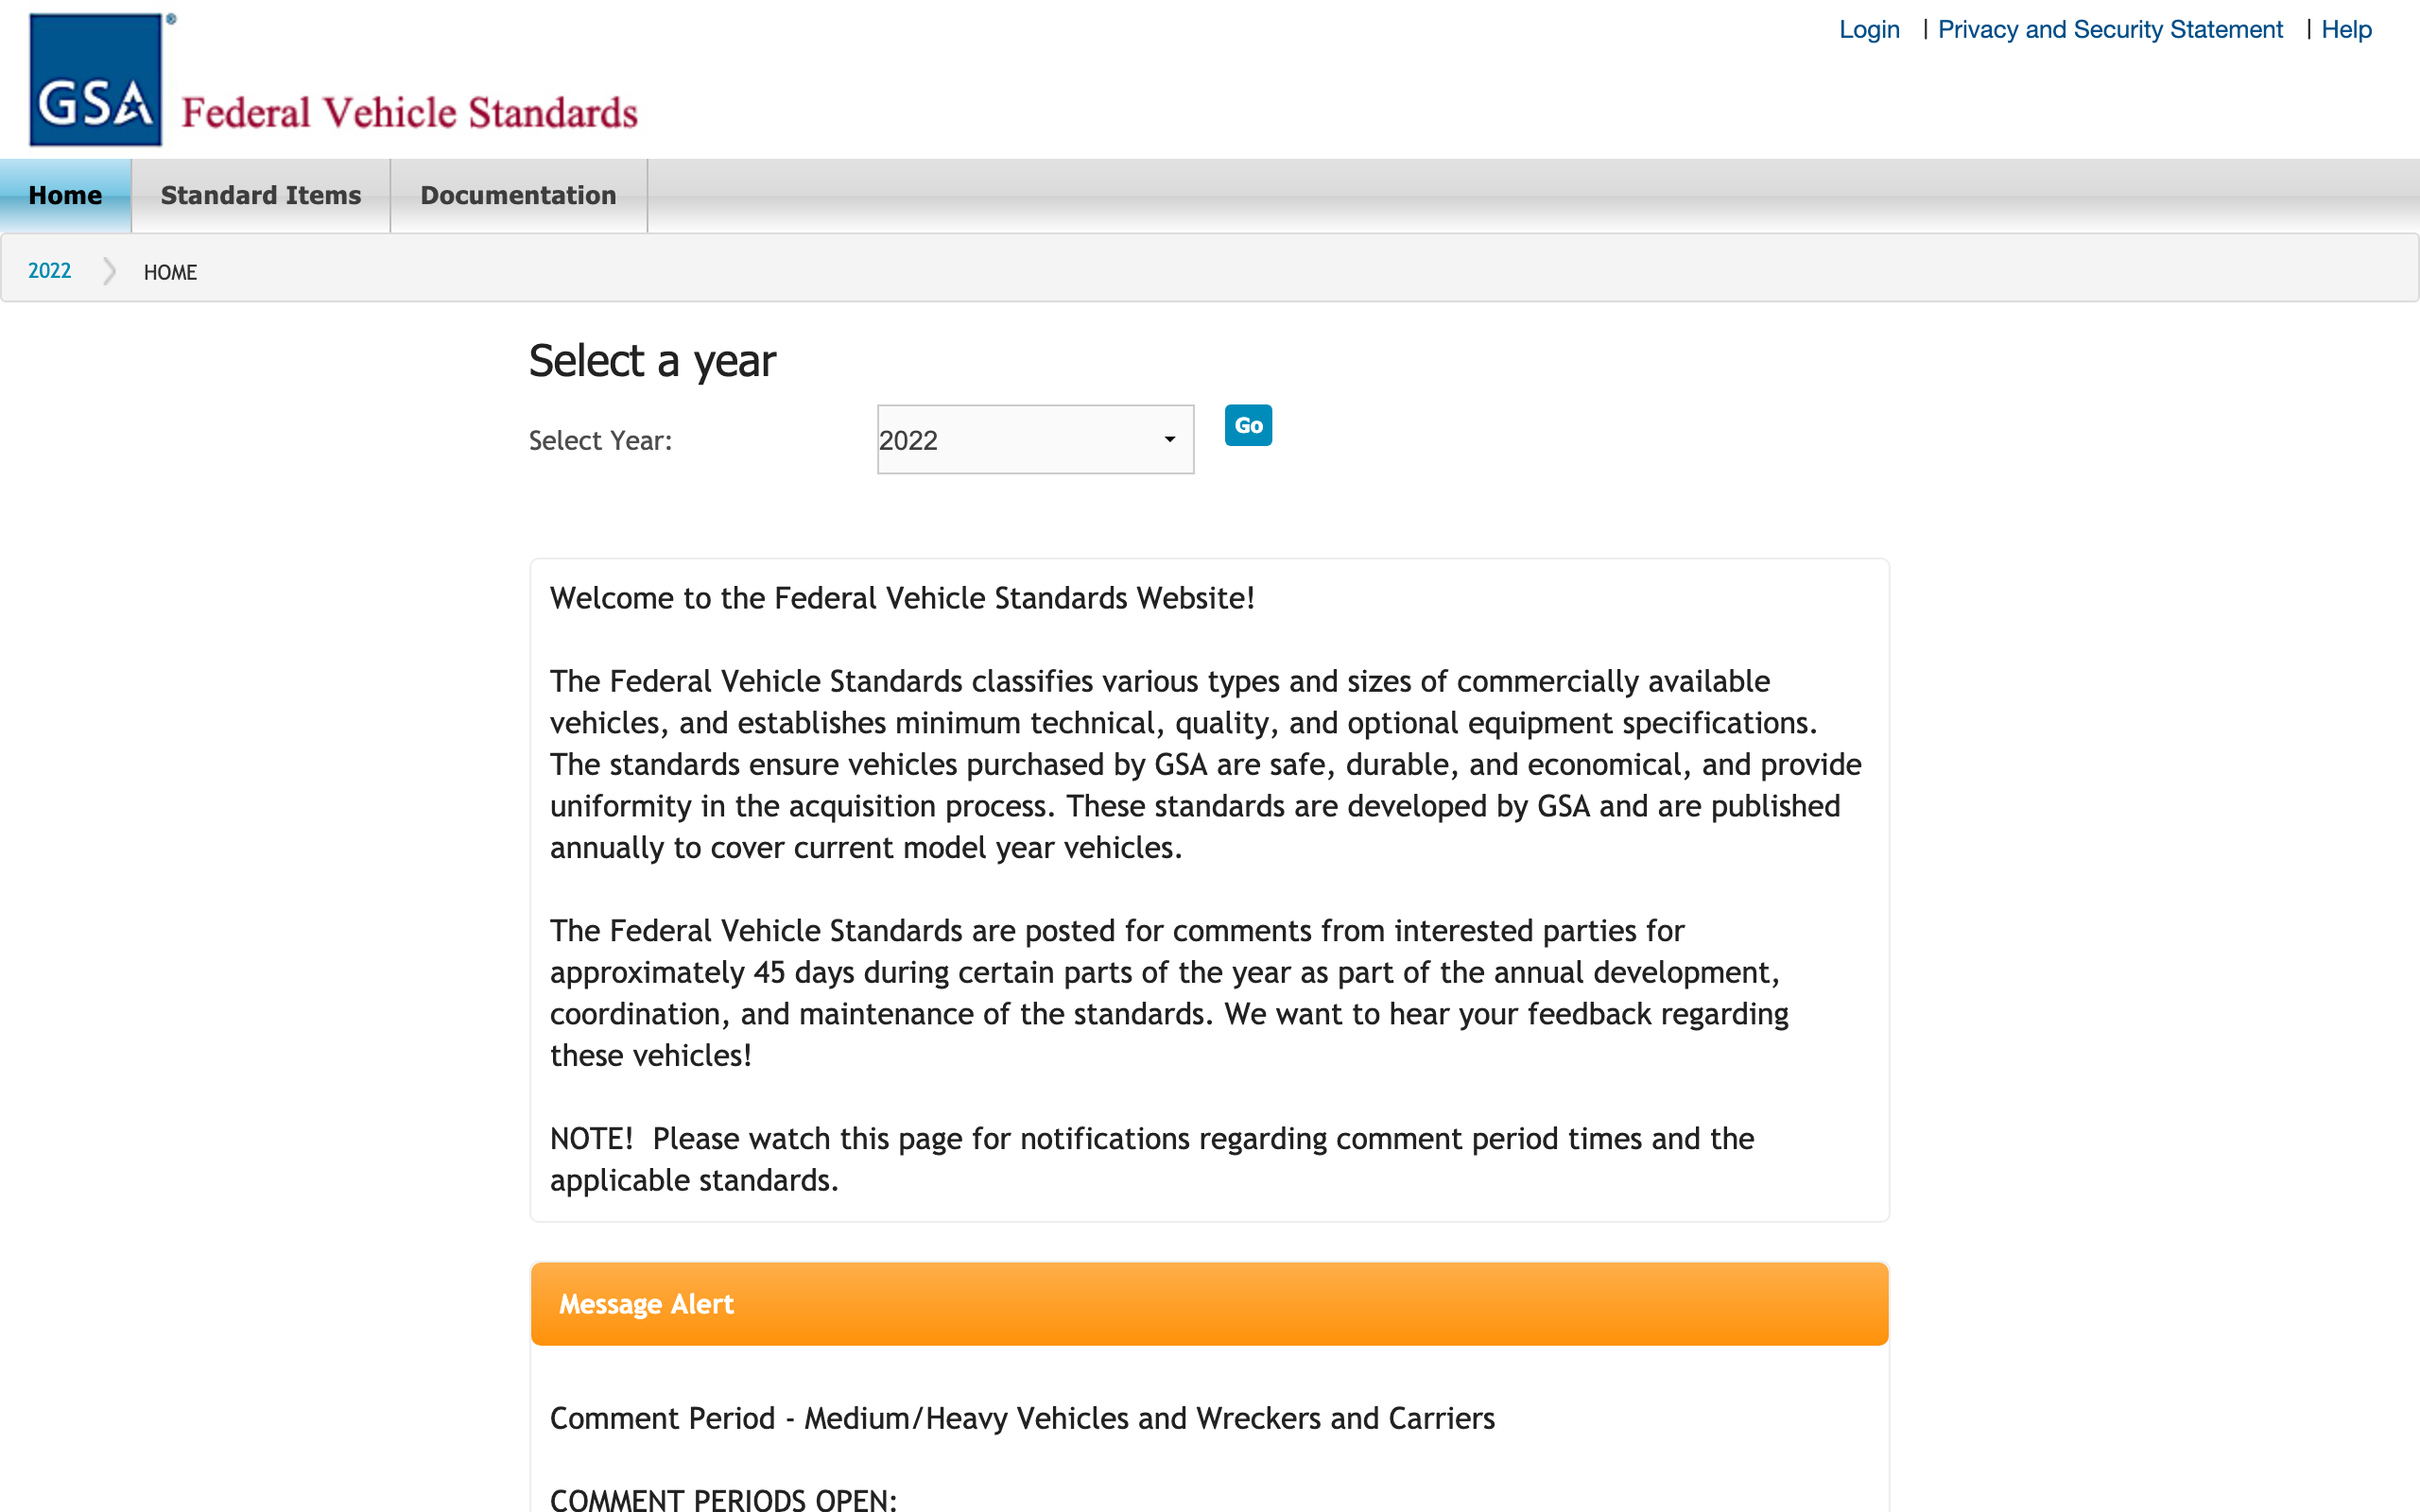 GSA®
Federal Vehicle Standards
Login | Privacy and Security Statement | Help
Home Standard Items Documentation
2022 HOME
Select a year
Select Year: 2022 Go
Welcome to the Federal Vehicle Standards Website!
The Federal Vehicle Standards classifies various types and sizes of commercially available
vehicles, and establishes minimum technical, quality, and optional equipment specifications.
The standards ensure vehicles purchased by GSA are safe, durable, and economical, and provide
uniformity in the acquisition process. These standards are developed by GSA and are published
annually to cover current model year vehicles.
The Federal Vehicle Standards are posted for comments from interested parties for
approximately 45 days during certain parts of the year as part of the annual development,
coordination, and maintenance of the standards. We want to hear your feedback regarding
these vehicles!
NOTE!  Please watch this page for notifications regarding comment period times and the
applicable standards.
Message Alert
Comment Period - Medium/Heavy Vehicles and Wreckers and Carriers
COMMENT PERIODS OPEN: